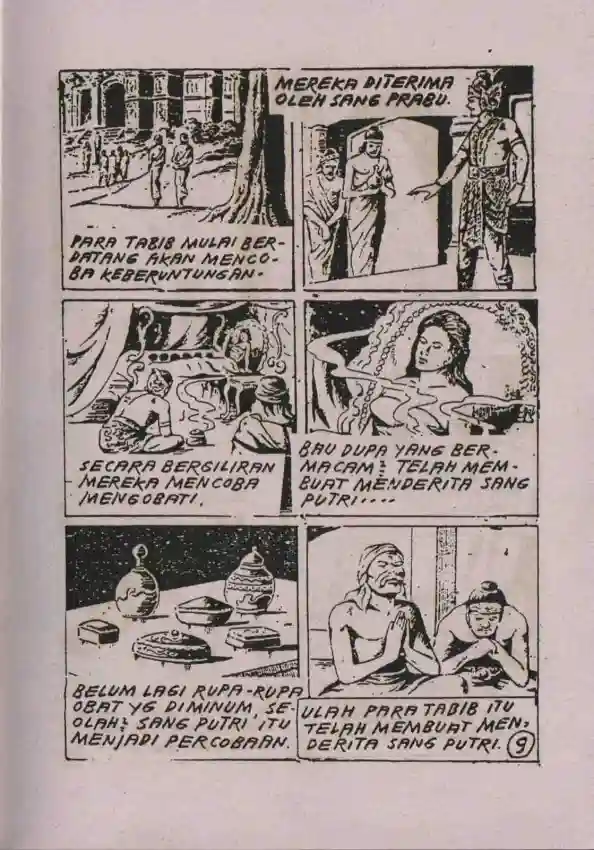 PARA TABIB MULAI BER-
DATANG AKAN MENCO-
BA KEBERUNTUNGAN.
MEREKA DITERIMA
OLEH SANG PRABU.
SECARA BERGILIRAN
MEREKA MENCOBA
MENGOBATI.
BAU DUPA YANG BER-
MACAM2 TELAH MEM-
BUAT MENDERITA SANG
PUTRI....
BELUM LAGI RUPA-RUPA
OBAT YG DIMINUM, SE-
OLAH2 SANG PUTRI ITU
MENJADI PERCOBAAN.
ULAH PARA TABIB ITU
TELAH MEMBUAT MEN-
DERITA SANG PUTRI. 9